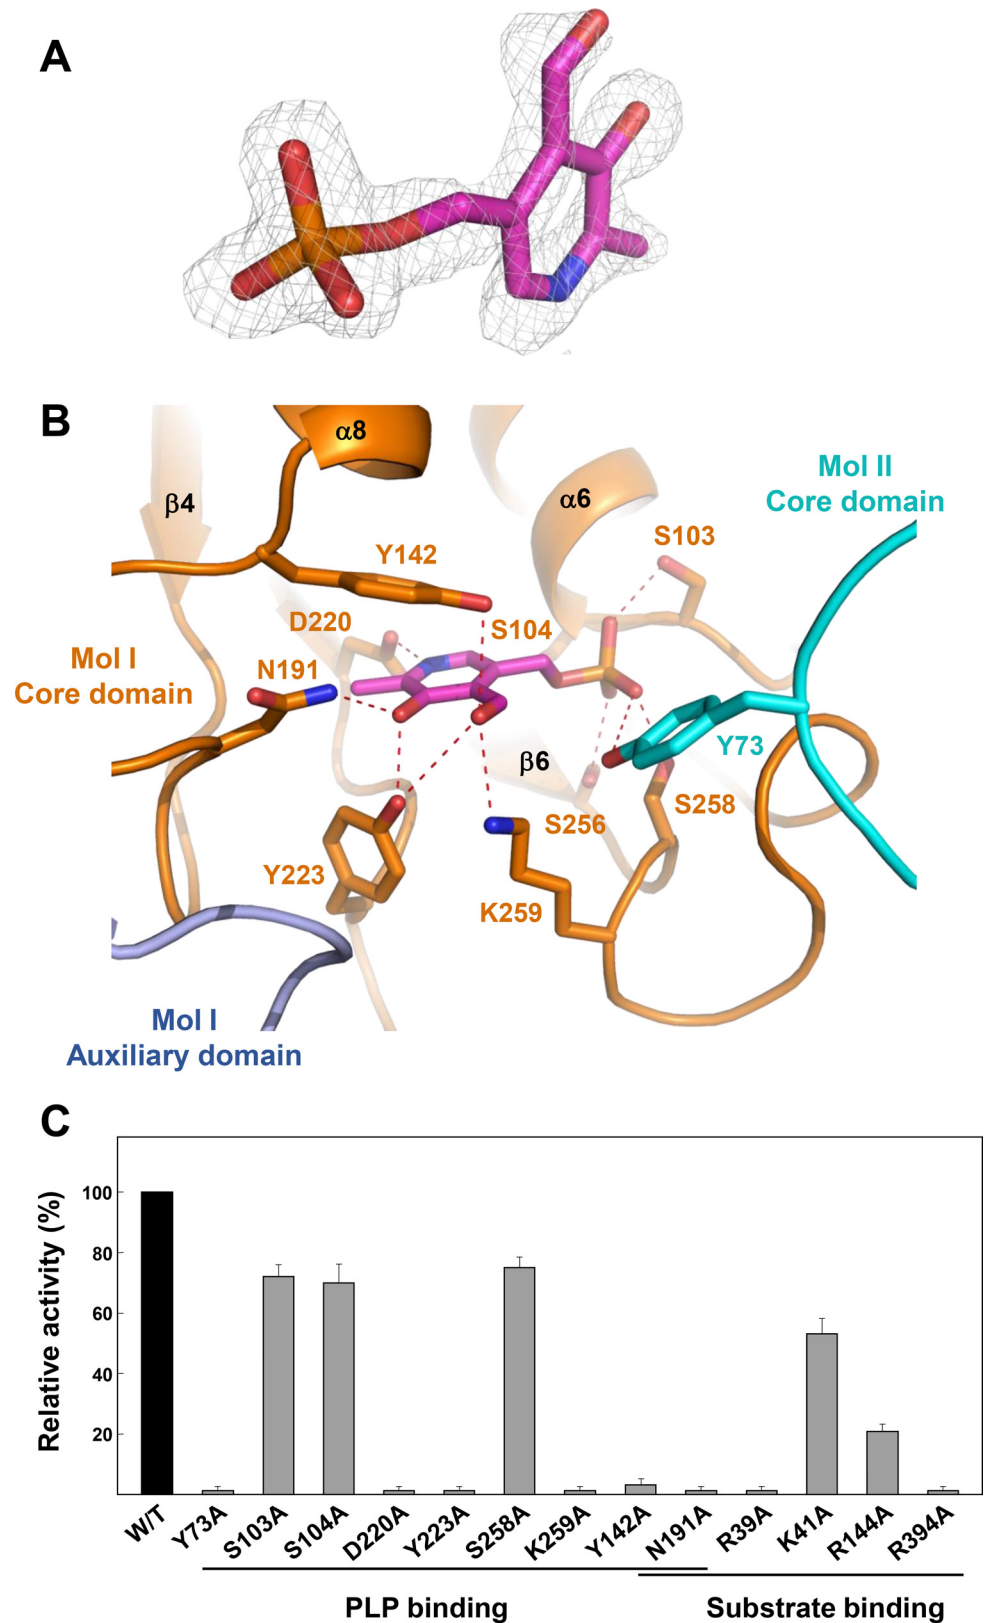 A
B
α8
β4
α6
Mol II
Core domain
S103
Y142
D220
S104
Mol I
Core domain
N191
Y73
β6
S258
S256
Y223
K259
Mol I
Auxiliary domain
C
Relative activity (%)
100
80
60
40
20
W/T
Y73A
S103A
S104A
D220A
Y223A
S258A
K259A
Y142A
N191A
R39A
K41A
R144A
R394A
PLP binding
Substrate binding